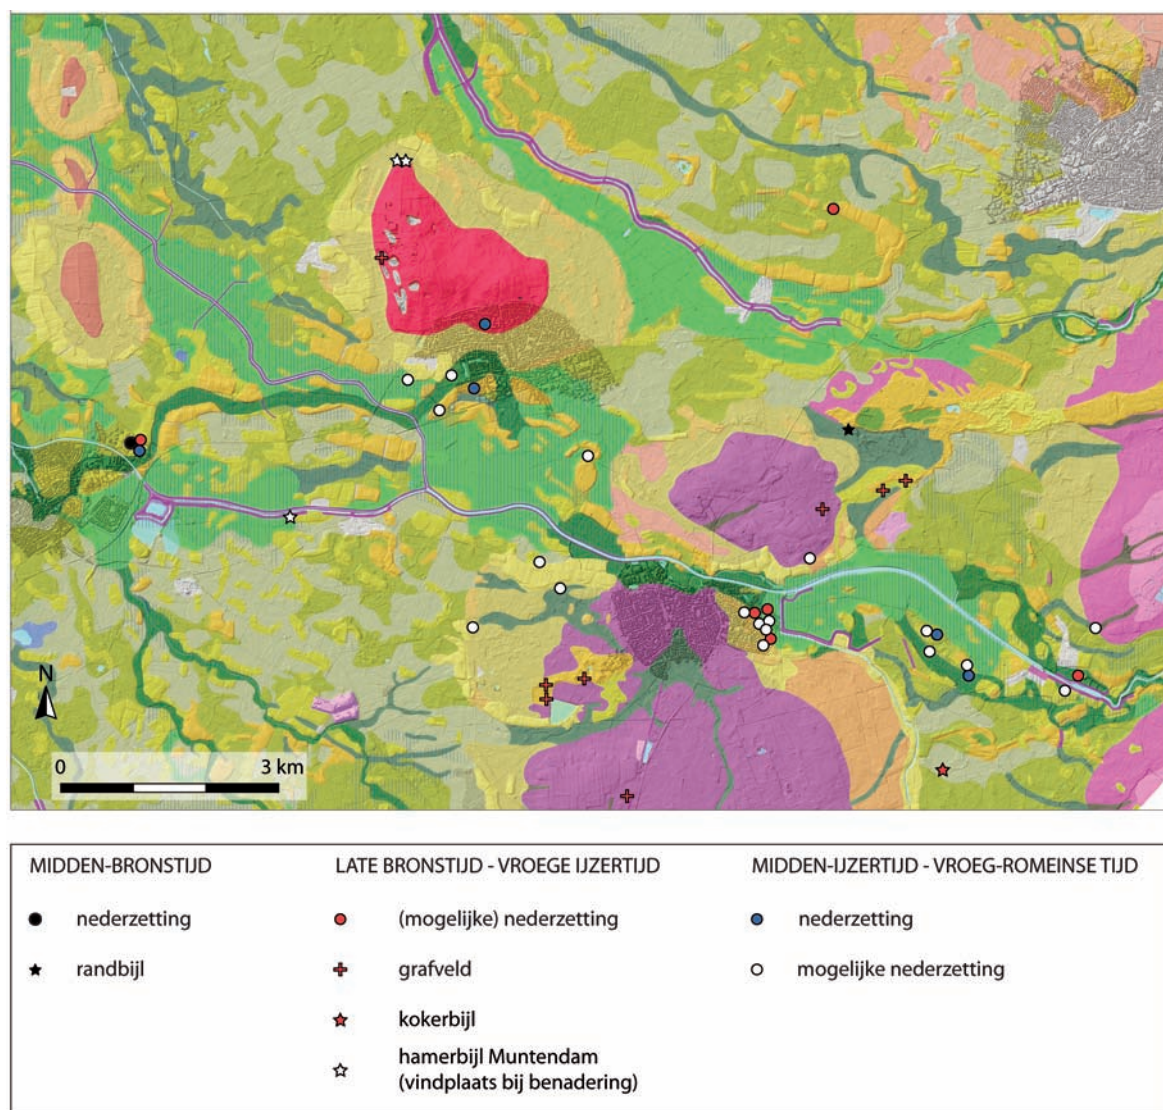 N
0 3 km
MIDDEN-BRONSTIJD
nederzetting
randbijl
LATE BRONSTIJD - VROEGE IJZERTIJD
(mogelijke) nederzetting
grafveld
kokerbijl
hamerbijl Muntendam
(vindplaats bij benadering)
MIDDEN-IJZERTIJD - VROEG-ROMEINSE TIJD
nederzetting
mogelijke nederzetting